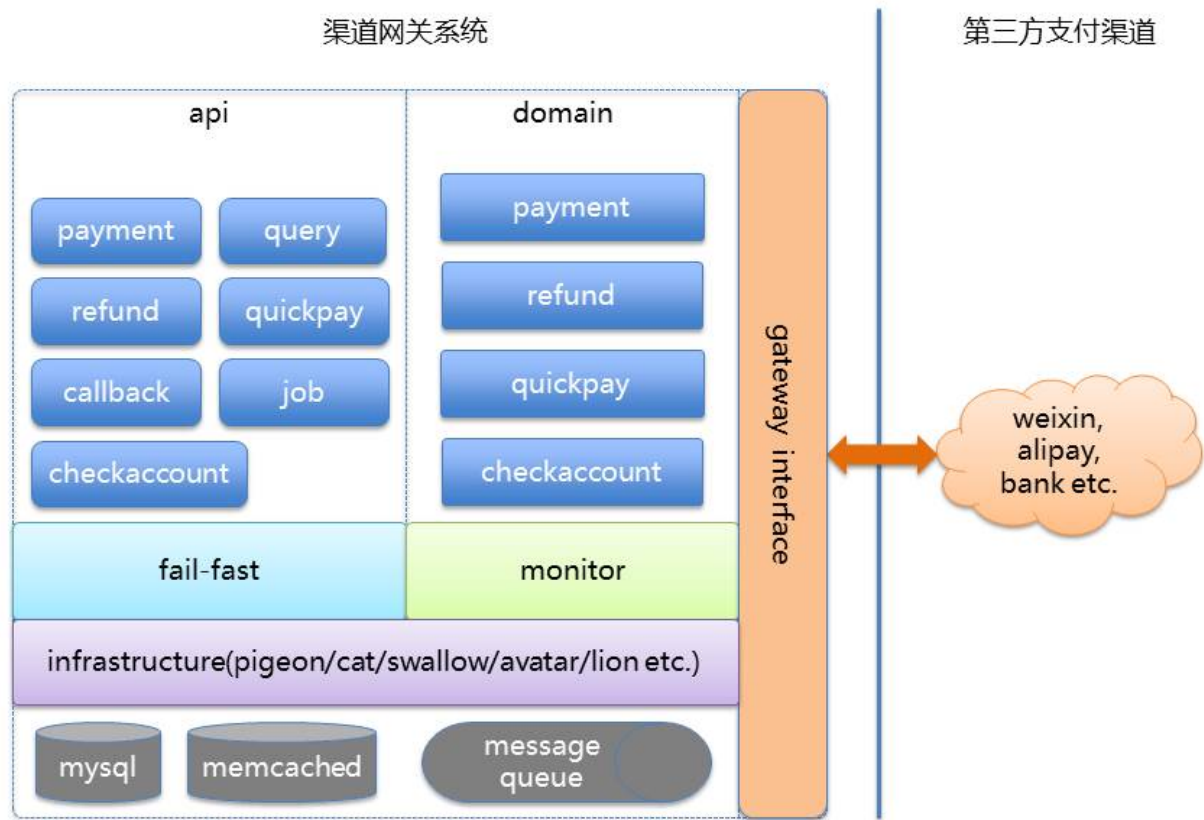 渠道网关系统
第三方支付渠道
api
domain
payment
query
refund
quickpay
callback
job
checkaccount
payment
refund
quickpay
checkaccount
fail-fast
monitor
infrastructure(pigeon/cat/swallow/avatar/lion etc.)
mysql
memcached
message
queue
gateway interface
weixin,
alipay,
bank etc.